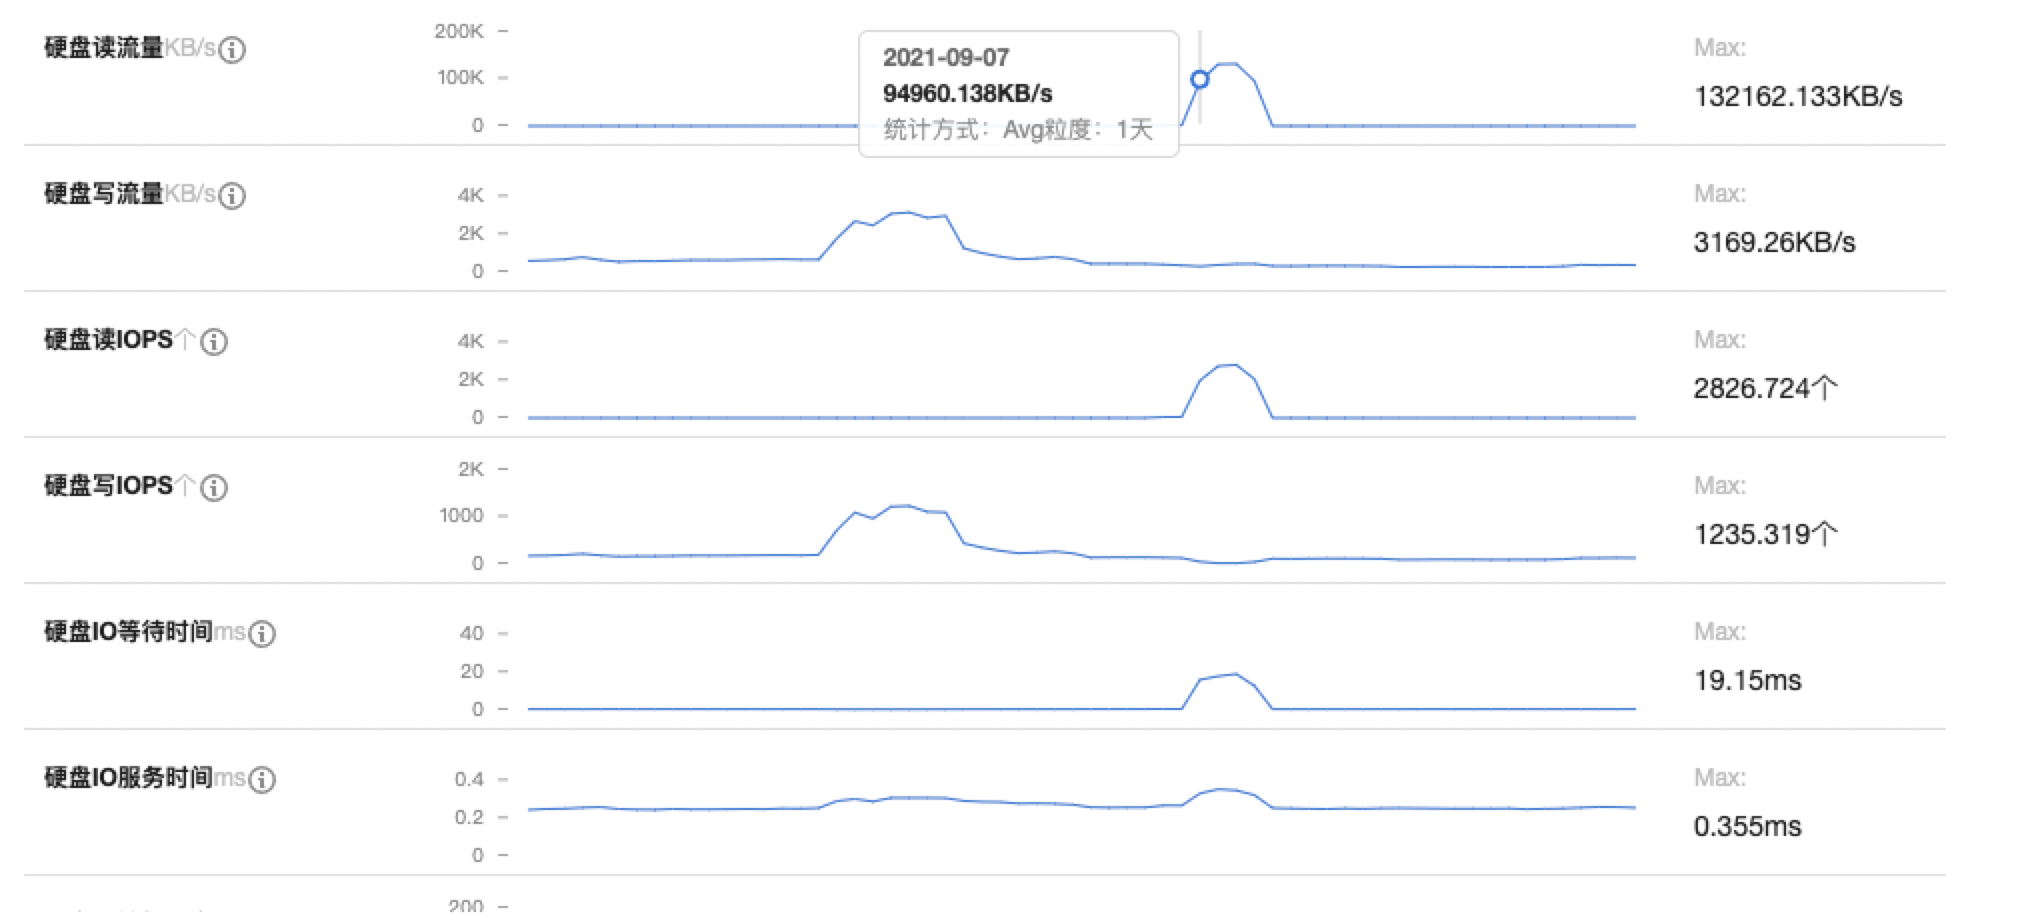 硬盘读流量KB/s
200K
100K
0
2021-09-07
94960.138KB/s
统计方式：Avg粒度：1天
Max:
132162.133KB/s
硬盘写流量KB/s
4K
2K
0
Max:
3169.26KB/s
硬盘读IOPS个
4K
2K
0
Max:
2826.724个
硬盘写IOPS个
2K
1000
0
Max:
1235.319个
硬盘IO等待时间ms
40
20
0
Max:
19.15ms
硬盘IO服务时间ms
0.4
0.2
0
Max:
0.355ms
200